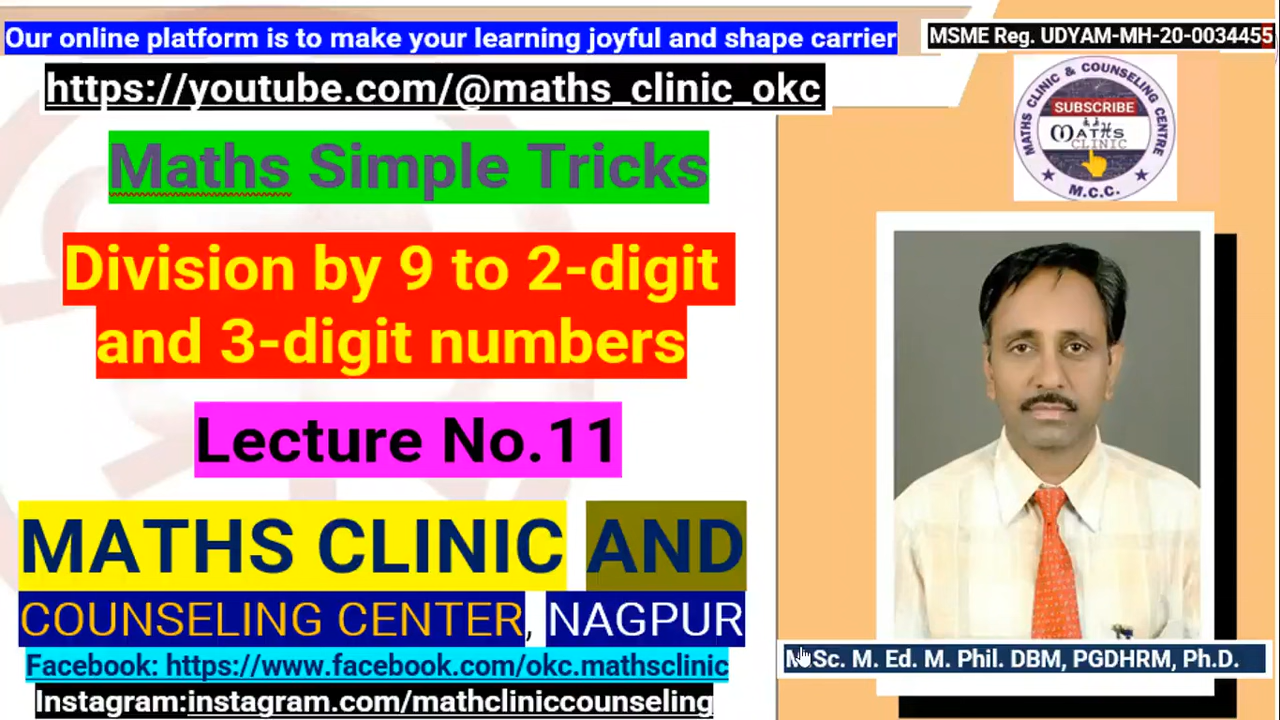 Our online platform is to make your learning joyful and shape carrier
MSME Reg. UDYAM-MH-20-0034455
https://youtube.com/@maths_clinic_okc
MATHS CLINIC & COUNSELING CENTRE
SUBSCRIBE
MATHS
CLINIC
M.C.C.
Maths Simple Tricks
Division by 9 to 2-digit
and 3-digit numbers
Lecture No.11
MATHS CLINIC AND
COUNSELING CENTER, NAGPUR
M.Sc. M. Ed. M. Phil. DBM, PGDHRM, Ph.D.
Facebook: https://www.facebook.com/okc.mathsclinic
Instagram:instagram.com/mathcliniccounseling